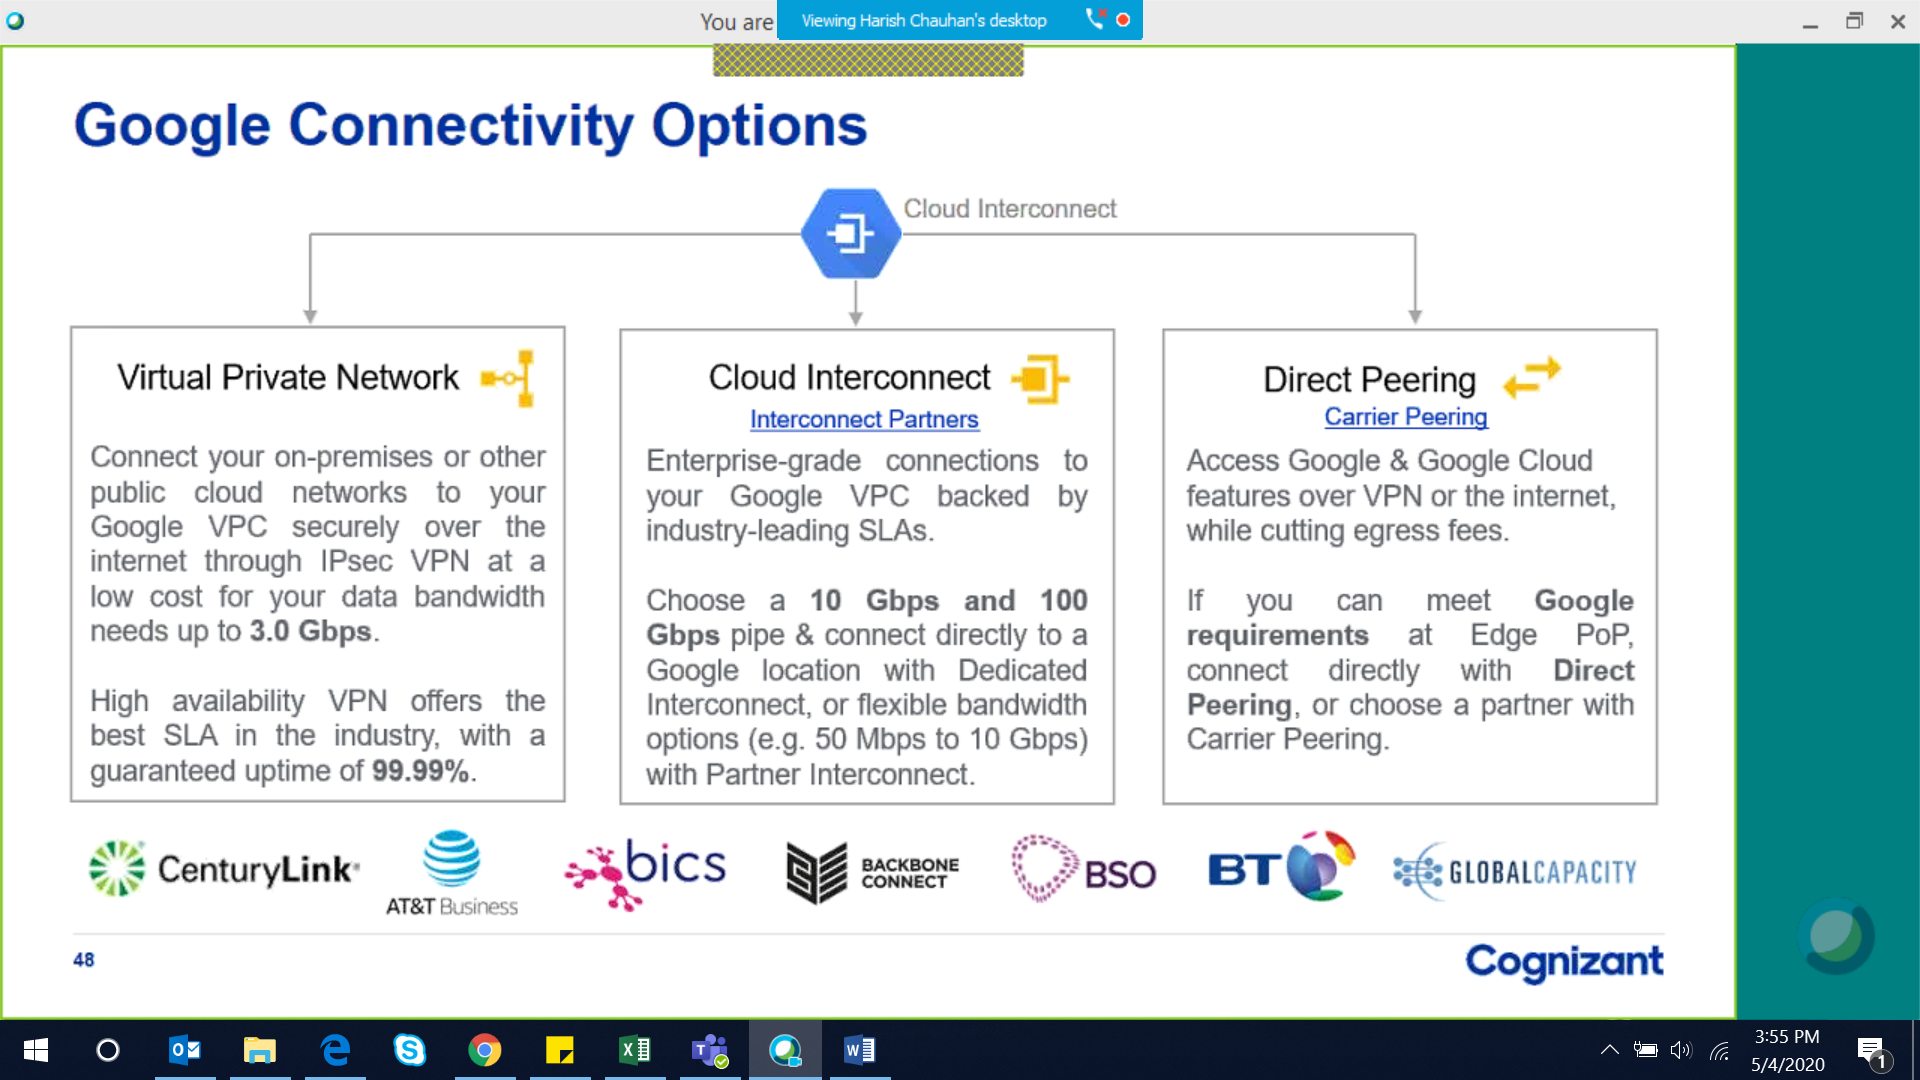 You are
Viewing Harish Chauhan's desktop
Google Connectivity Options
Cloud Interconnect
Virtual Private Network
Connect your on-premises or other
public cloud networks to your
Google VPC securely over the
internet through IPsec VPN at a
low cost for your data bandwidth
needs up to 3.0 Gbps.
High availability VPN offers the
best SLA in the industry, with a
guaranteed uptime of 99.99%.
Cloud Interconnect
Interconnect Partners
Enterprise-grade connections to
your Google VPC backed by
industry-leading SLAs.
Choose a 10 Gbps and 100
Gbps pipe & connect directly to a
Google location with Dedicated
Interconnect, or flexible bandwidth
options (e.g. 50 Mbps to 10 Gbps)
with Partner Interconnect.
Direct Peering
Carrier Peering
Access Google & Google Cloud
features over VPN or the internet,
while cutting egress fees.
If you can meet Google
requirements at Edge PoP,
connect directly with Direct
Peering, or choose a partner with
Carrier Peering.
CenturyLink
AT&T Business
bics
BACKBONE
CONNECT
BSO
BT
GLOBALCAPACITY
48
Cognizant
3:55 PM
5/4/2020
1